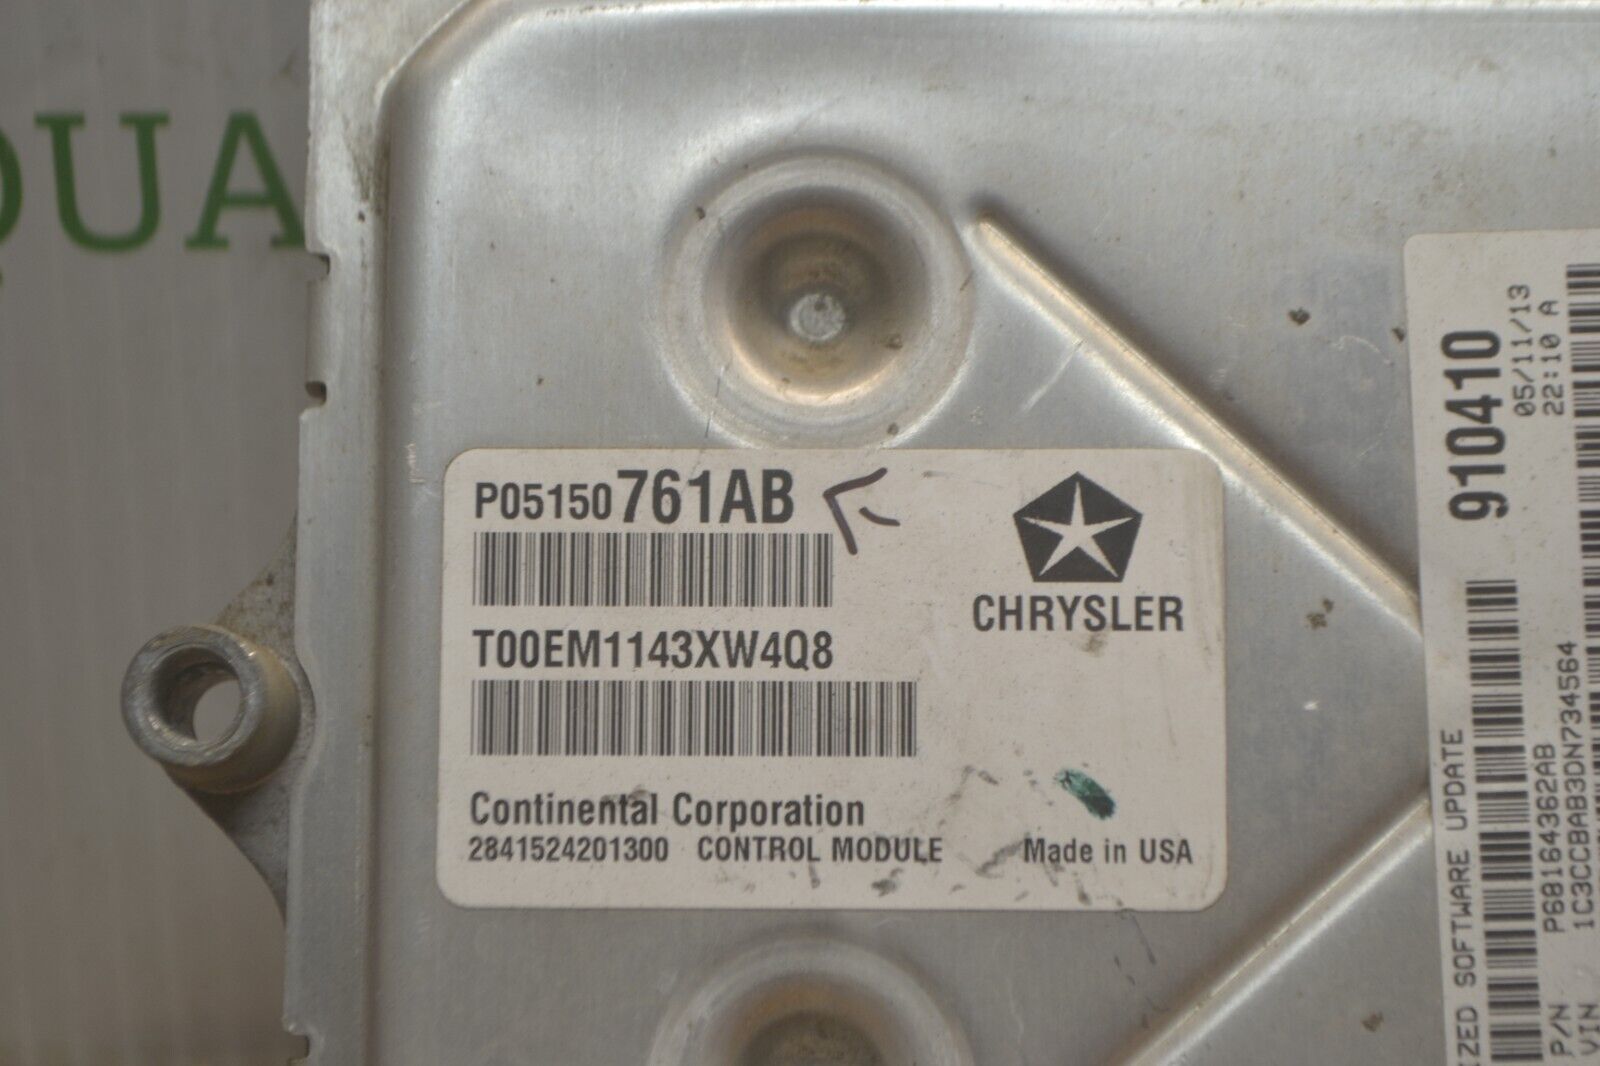 QUA
P05150761AB
T00EM1143XW4Q8
CHRYSLER
Continental Corporation
2841524201300 CONTROL MODULE Made in USA
910410
05/11/13
22:10 A
IZED SOFTWARE UPDATE
P/N P68164362AB
VIN 1C3CCBAB3DN734564